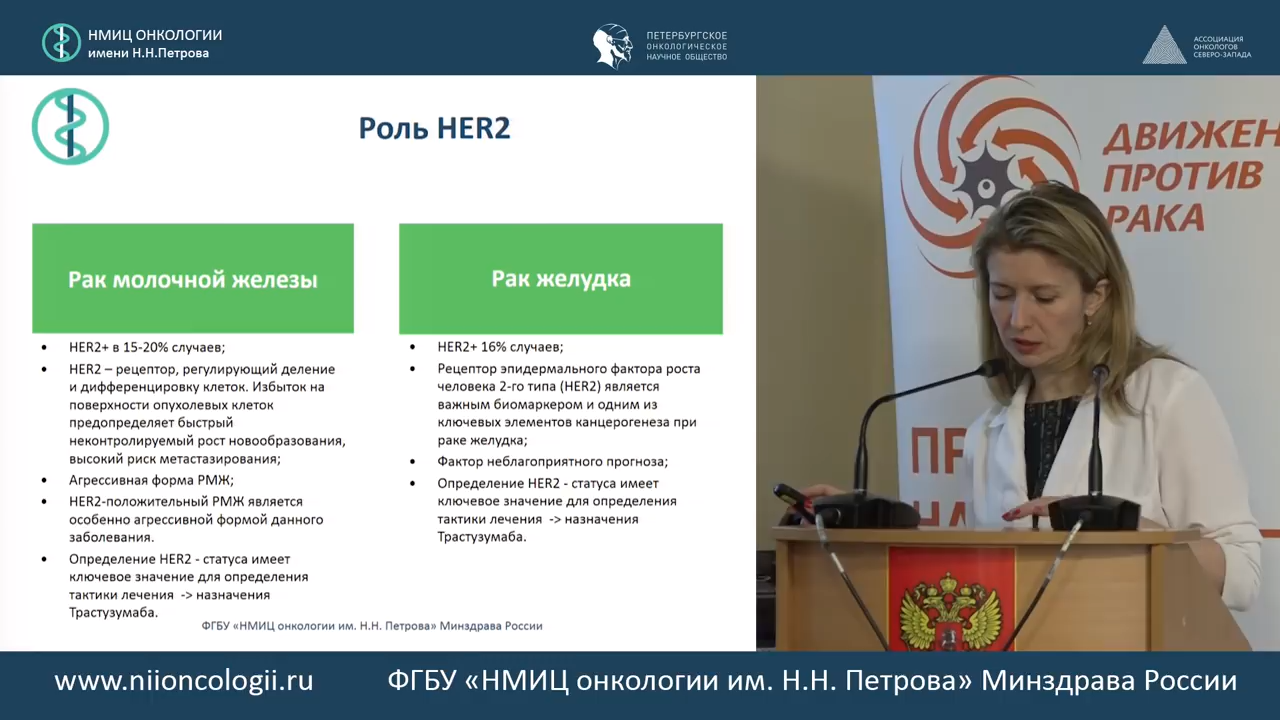 НМИЦ ОНКОЛОГИИ
имени Н.Н.Петрова
ПЕТЕРБУРГСКОЕ
ОНКОЛОГИЧЕСКОЕ
НАУЧНОЕ ОБЩЕСТВО
АССОЦИАЦИЯ
ОНКОЛОГОВ
СЕВЕРО-ЗАПАДА
Роль HER2
Рак молочной железы
HER2+ в 15-20% случаев;
HER2 – рецептор, регулирующий деление
и дифференцировку клеток. Избыток на
поверхности опухолевых клеток
предопределяет быстрый
неконтролируемый рост новообразования,
высокий риск метастазирования;
Агрессивная форма РМЖ;
HER2-положительный РМЖ является
особенно агрессивной формой данного
заболевания.
Определение HER2 - статуса имеет
ключевое значение для определения
тактики лечения -> назначения
Трастузумаба.
Рак желудка
HER2+ 16% случаев;
Рецептор эпидермального фактора роста
человека 2-го типа (HER2) является
важным биомаркером и одним из
ключевых элементов канцерогенеза при
раке желудка;
Фактор неблагоприятного прогноза;
Определение HER2 - статуса имеет
ключевое значение для определения
тактики лечения -> назначения
Трастузумаба.
ФГБУ «НМИЦ онкологии им. Н.Н. Петрова» Минздрава России
ДВИЖЕН
ПРОТИВ
РАКА
ПР
НА
www.niioncologii.ru
ФГБУ «НМИЦ онкологии им. Н.Н. Петрова» Минздрава России